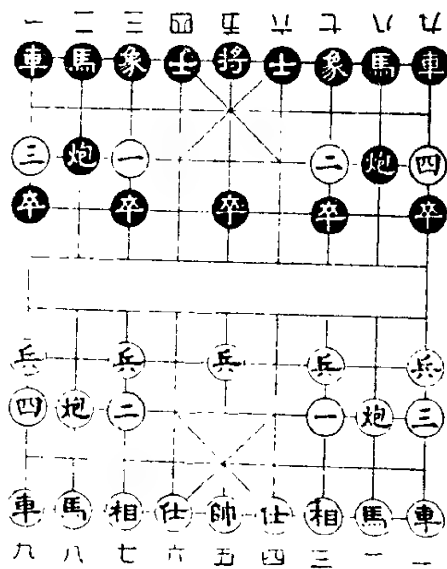 一 二 三 四 五 六 七 八 九
車 馬 象 士 将 士 象 馬 車
三 炮 一 二 炮 四
卒 卒 卒 卒 卒
兵 兵 兵 兵 兵
四 炮 二 一 炮 三
車 馬 相 仕 帥 仕 相 馬 車
九 八 七 六 五 四 三 二 一